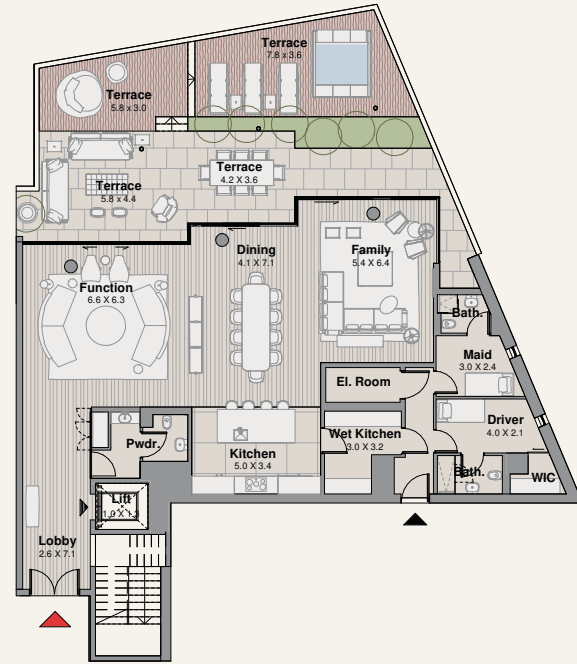 Terrace
7.8 x 3.6
Terrace
5.8 x 3.0
Terrace
4.2 X 3.6
Terrace
5.8 x 4.4
Dining
4.1 X 7.1
Family
5.4 X 6.4
Function
6.6 X 6.3
Bath.
Maid
3.0 X 2.4
El. Room
Driver
4.0 X 2.1
Wet Kitchen
3.0 X 3.2
Pwdr.
Kitchen
5.0 X 3.4
Bath.
WIC
Lift
Lobby
2.6 X 7.1